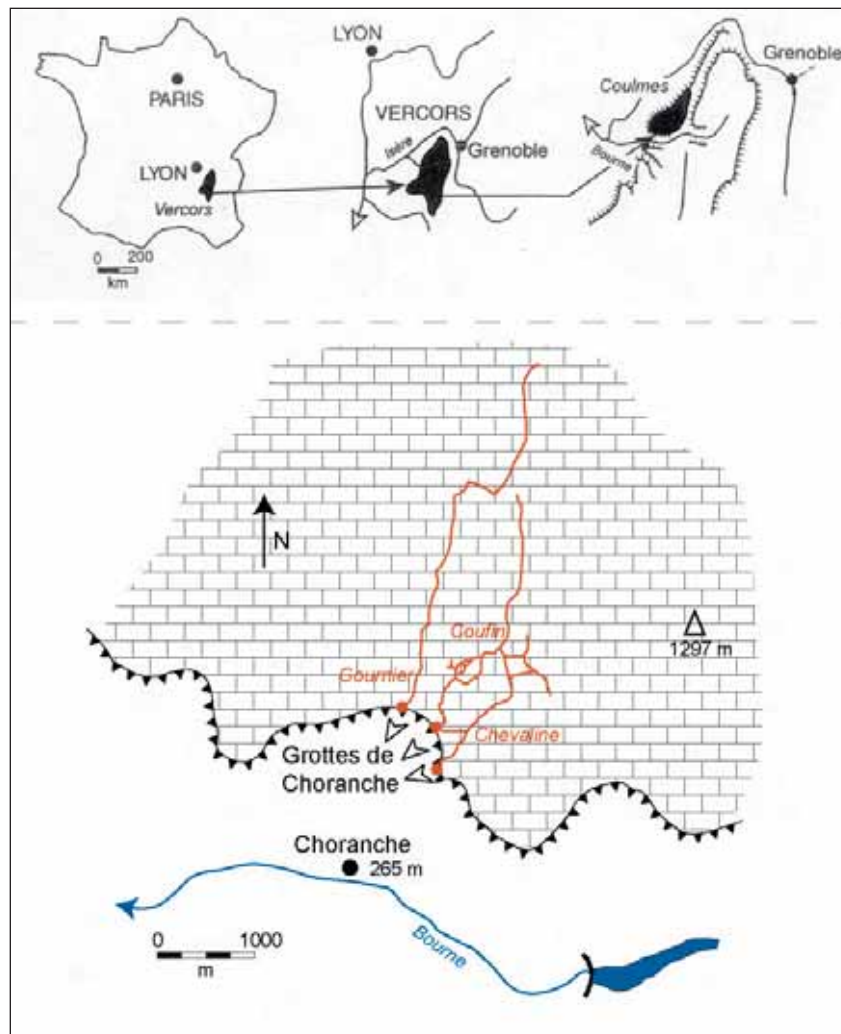 LYON
PARIS
LYON
Vercors
0 200
km
VERCORS
Isère
Grenoble
Grenoble
Coulmes
Bourne
N
Coufin
1297 m
Gournier
Chevaline
Grottes de
Choranche
Choranche
265 m
Bourne
0 1000
m